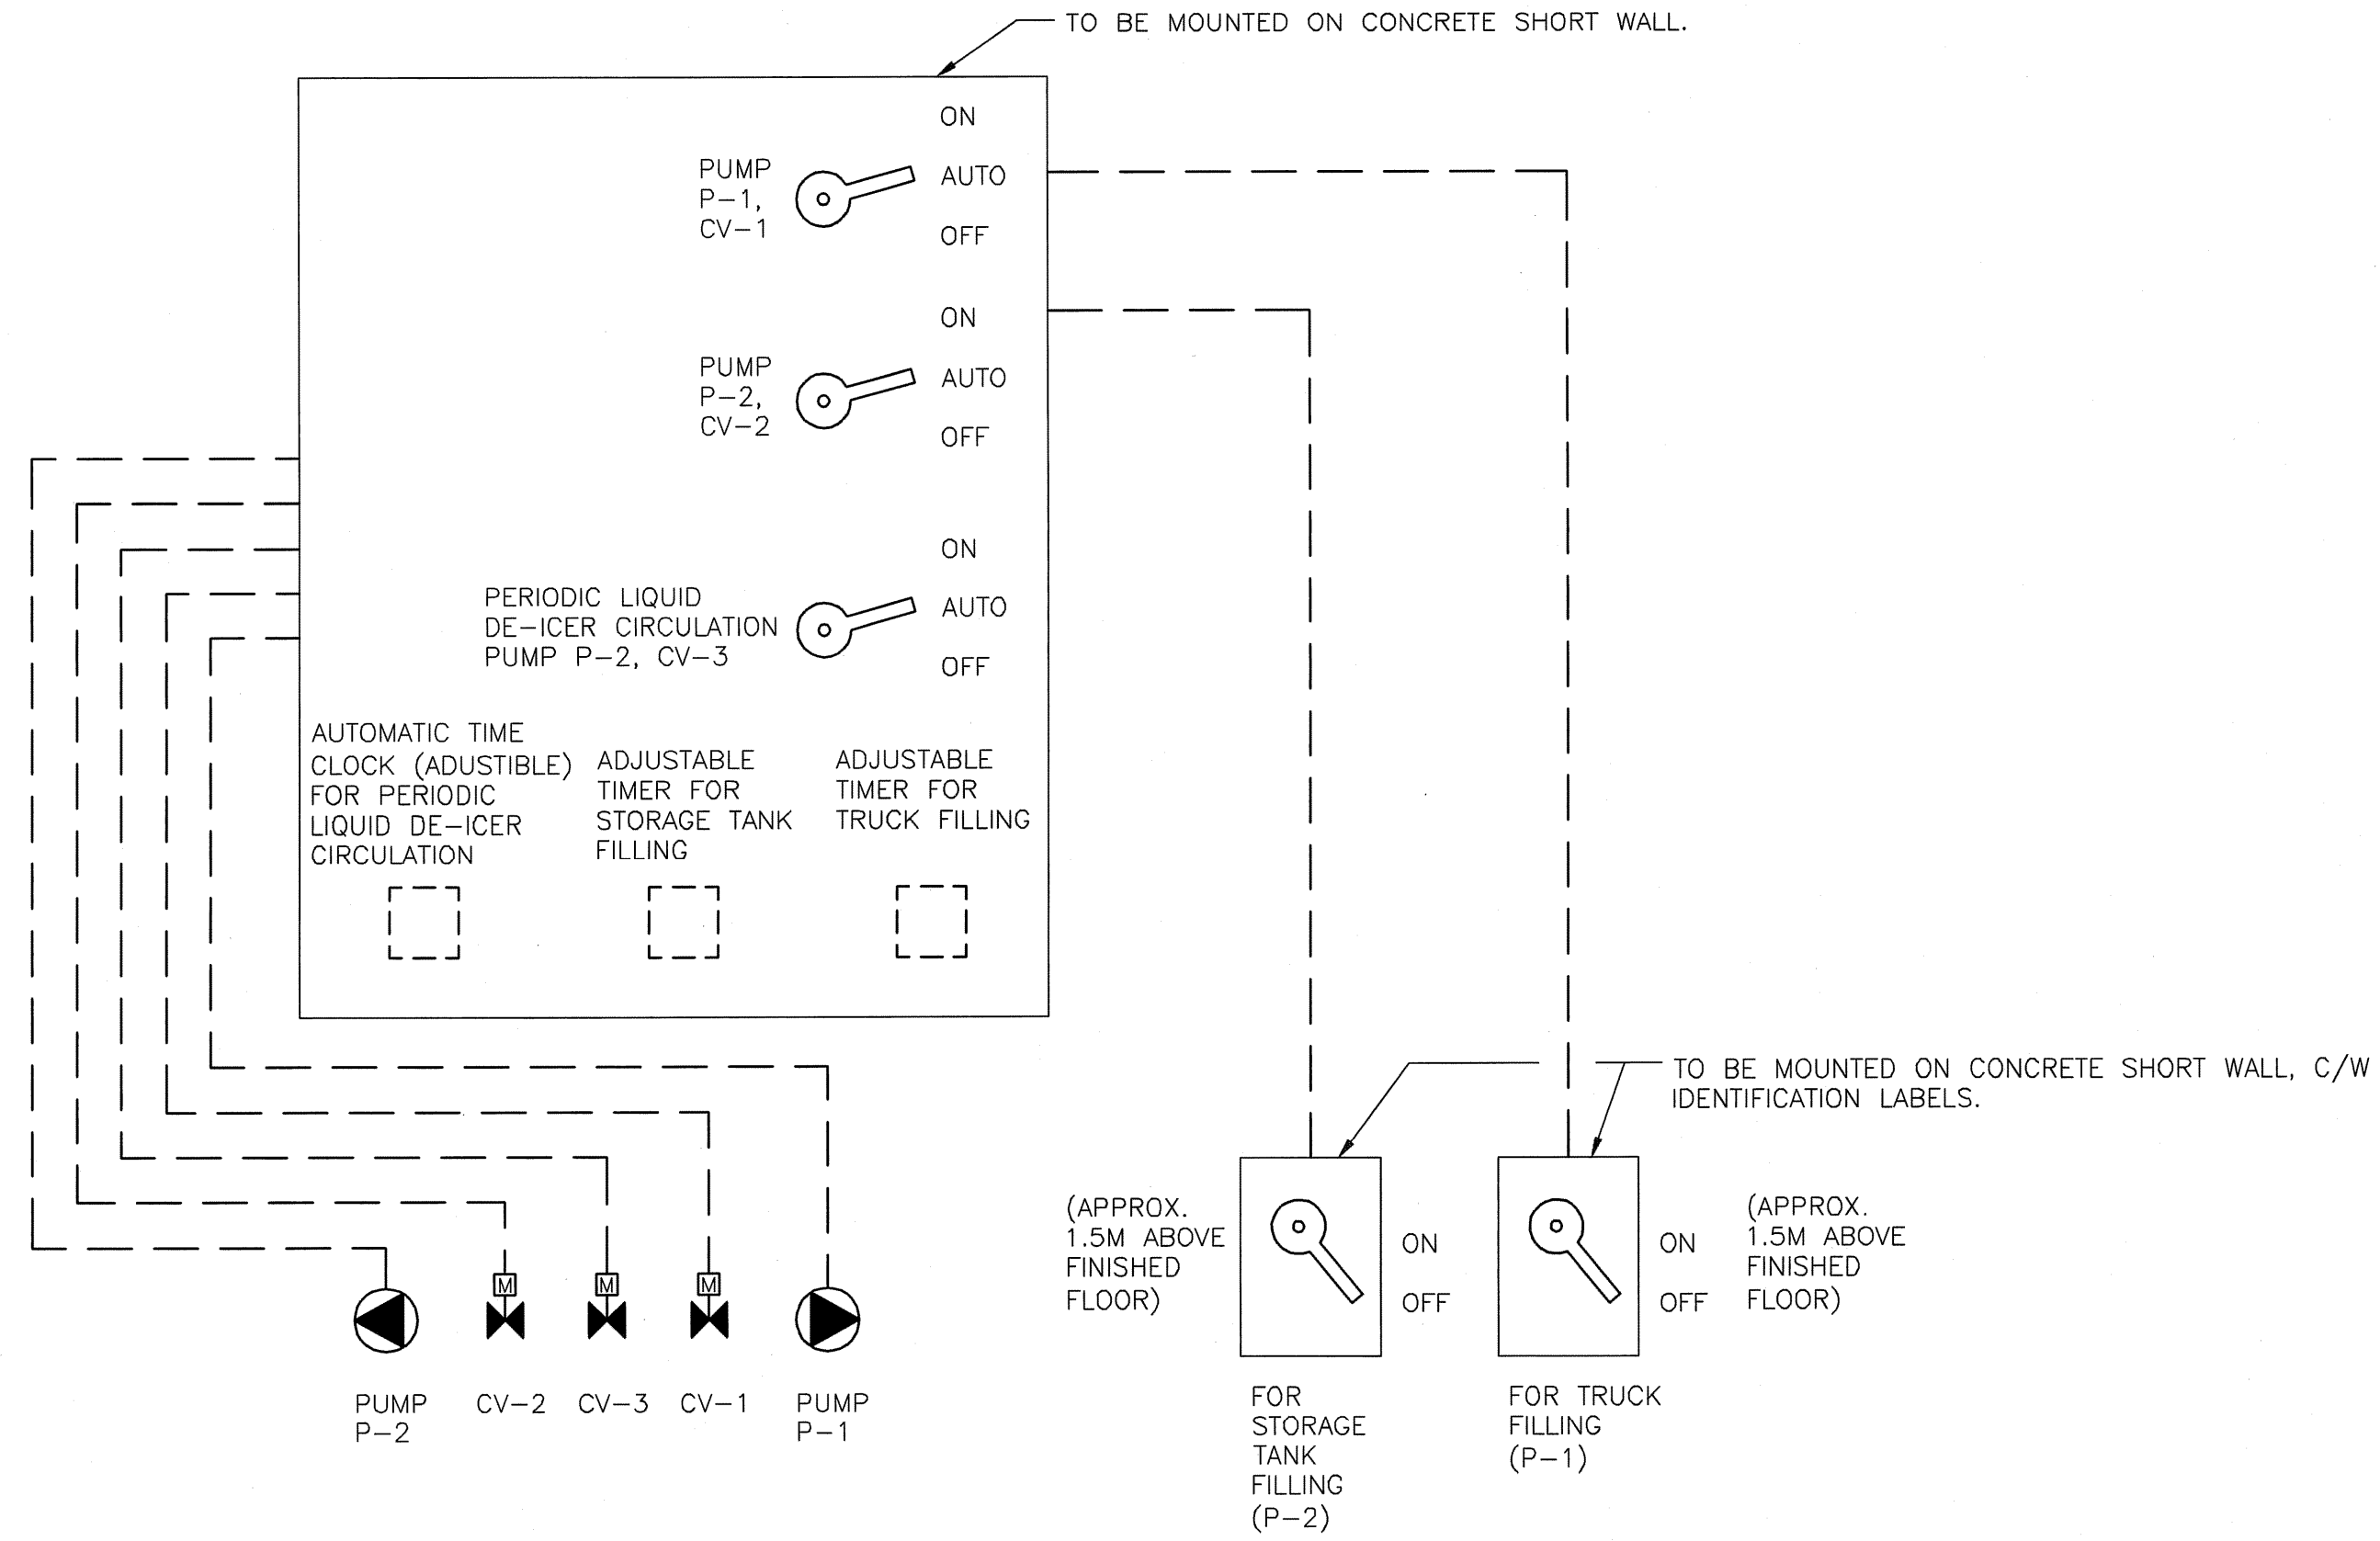 TO BE MOUNTED ON CONCRETE SHORT WALL.
ON
PUMP
P-1,
CV-1
AUTO
OFF
ON
PUMP
P-2,
CV-2
AUTO
OFF
ON
PERIODIC LIQUID
DE-ICER CIRCULATION
PUMP P-2, CV-3
AUTO
OFF
AUTOMATIC TIME
CLOCK (ADUSTIBLE)
FOR PERIODIC
LIQUID DE-ICER
CIRCULATION
ADJUSTABLE
TIMER FOR
STORAGE TANK
FILLING
ADJUSTABLE
TIMER FOR
TRUCK FILLING
TO BE MOUNTED ON CONCRETE SHORT WALL, C/W
IDENTIFICATION LABELS.
(APPROX.
1.5M ABOVE
FINISHED
FLOOR)
ON
OFF
ON
OFF
(APPROX.
1.5M ABOVE
FINISHED
FLOOR)
M
M
M
PUMP
P-2
CV-2
CV-3
CV-1
PUMP
P-1
FOR
STORAGE
TANK
FILLING
(P-2)
FOR TRUCK
FILLING
(P-1)